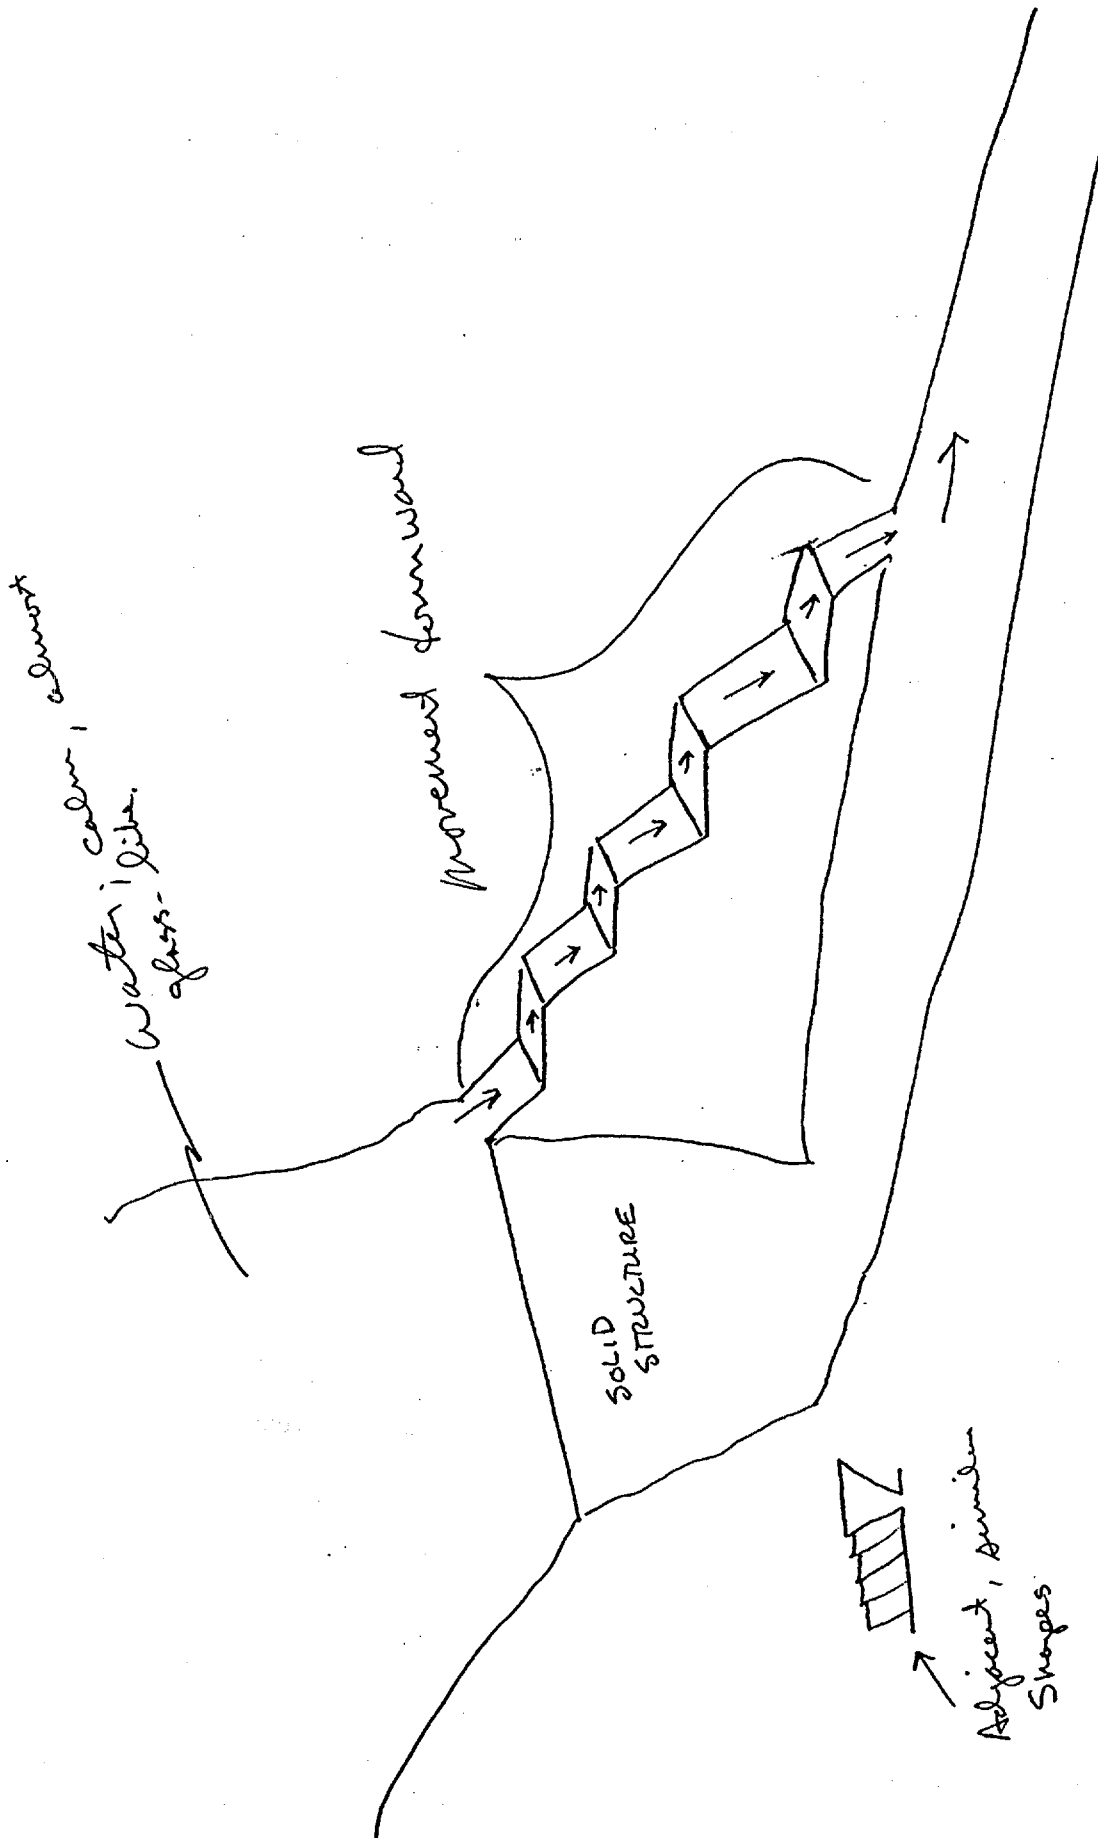 Water; calm, almost
glass-like.
Movement downward
SOLID
STRUCTURE
Adjacent, similar
Shapes